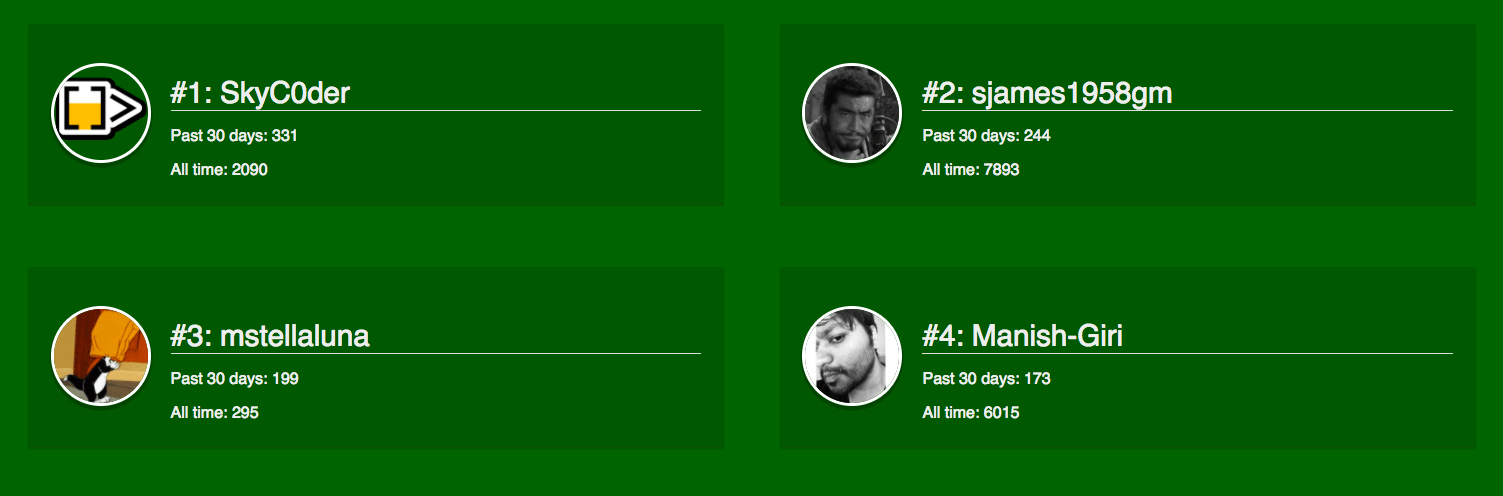 #1: SkyC0der
Past 30 days: 331
All time: 2090
#2: sjames1958gm
Past 30 days: 244
All time: 7893
#3: mstellaluna
Past 30 days: 199
All time: 295
#4: Manish-Giri
Past 30 days: 173
All time: 6015